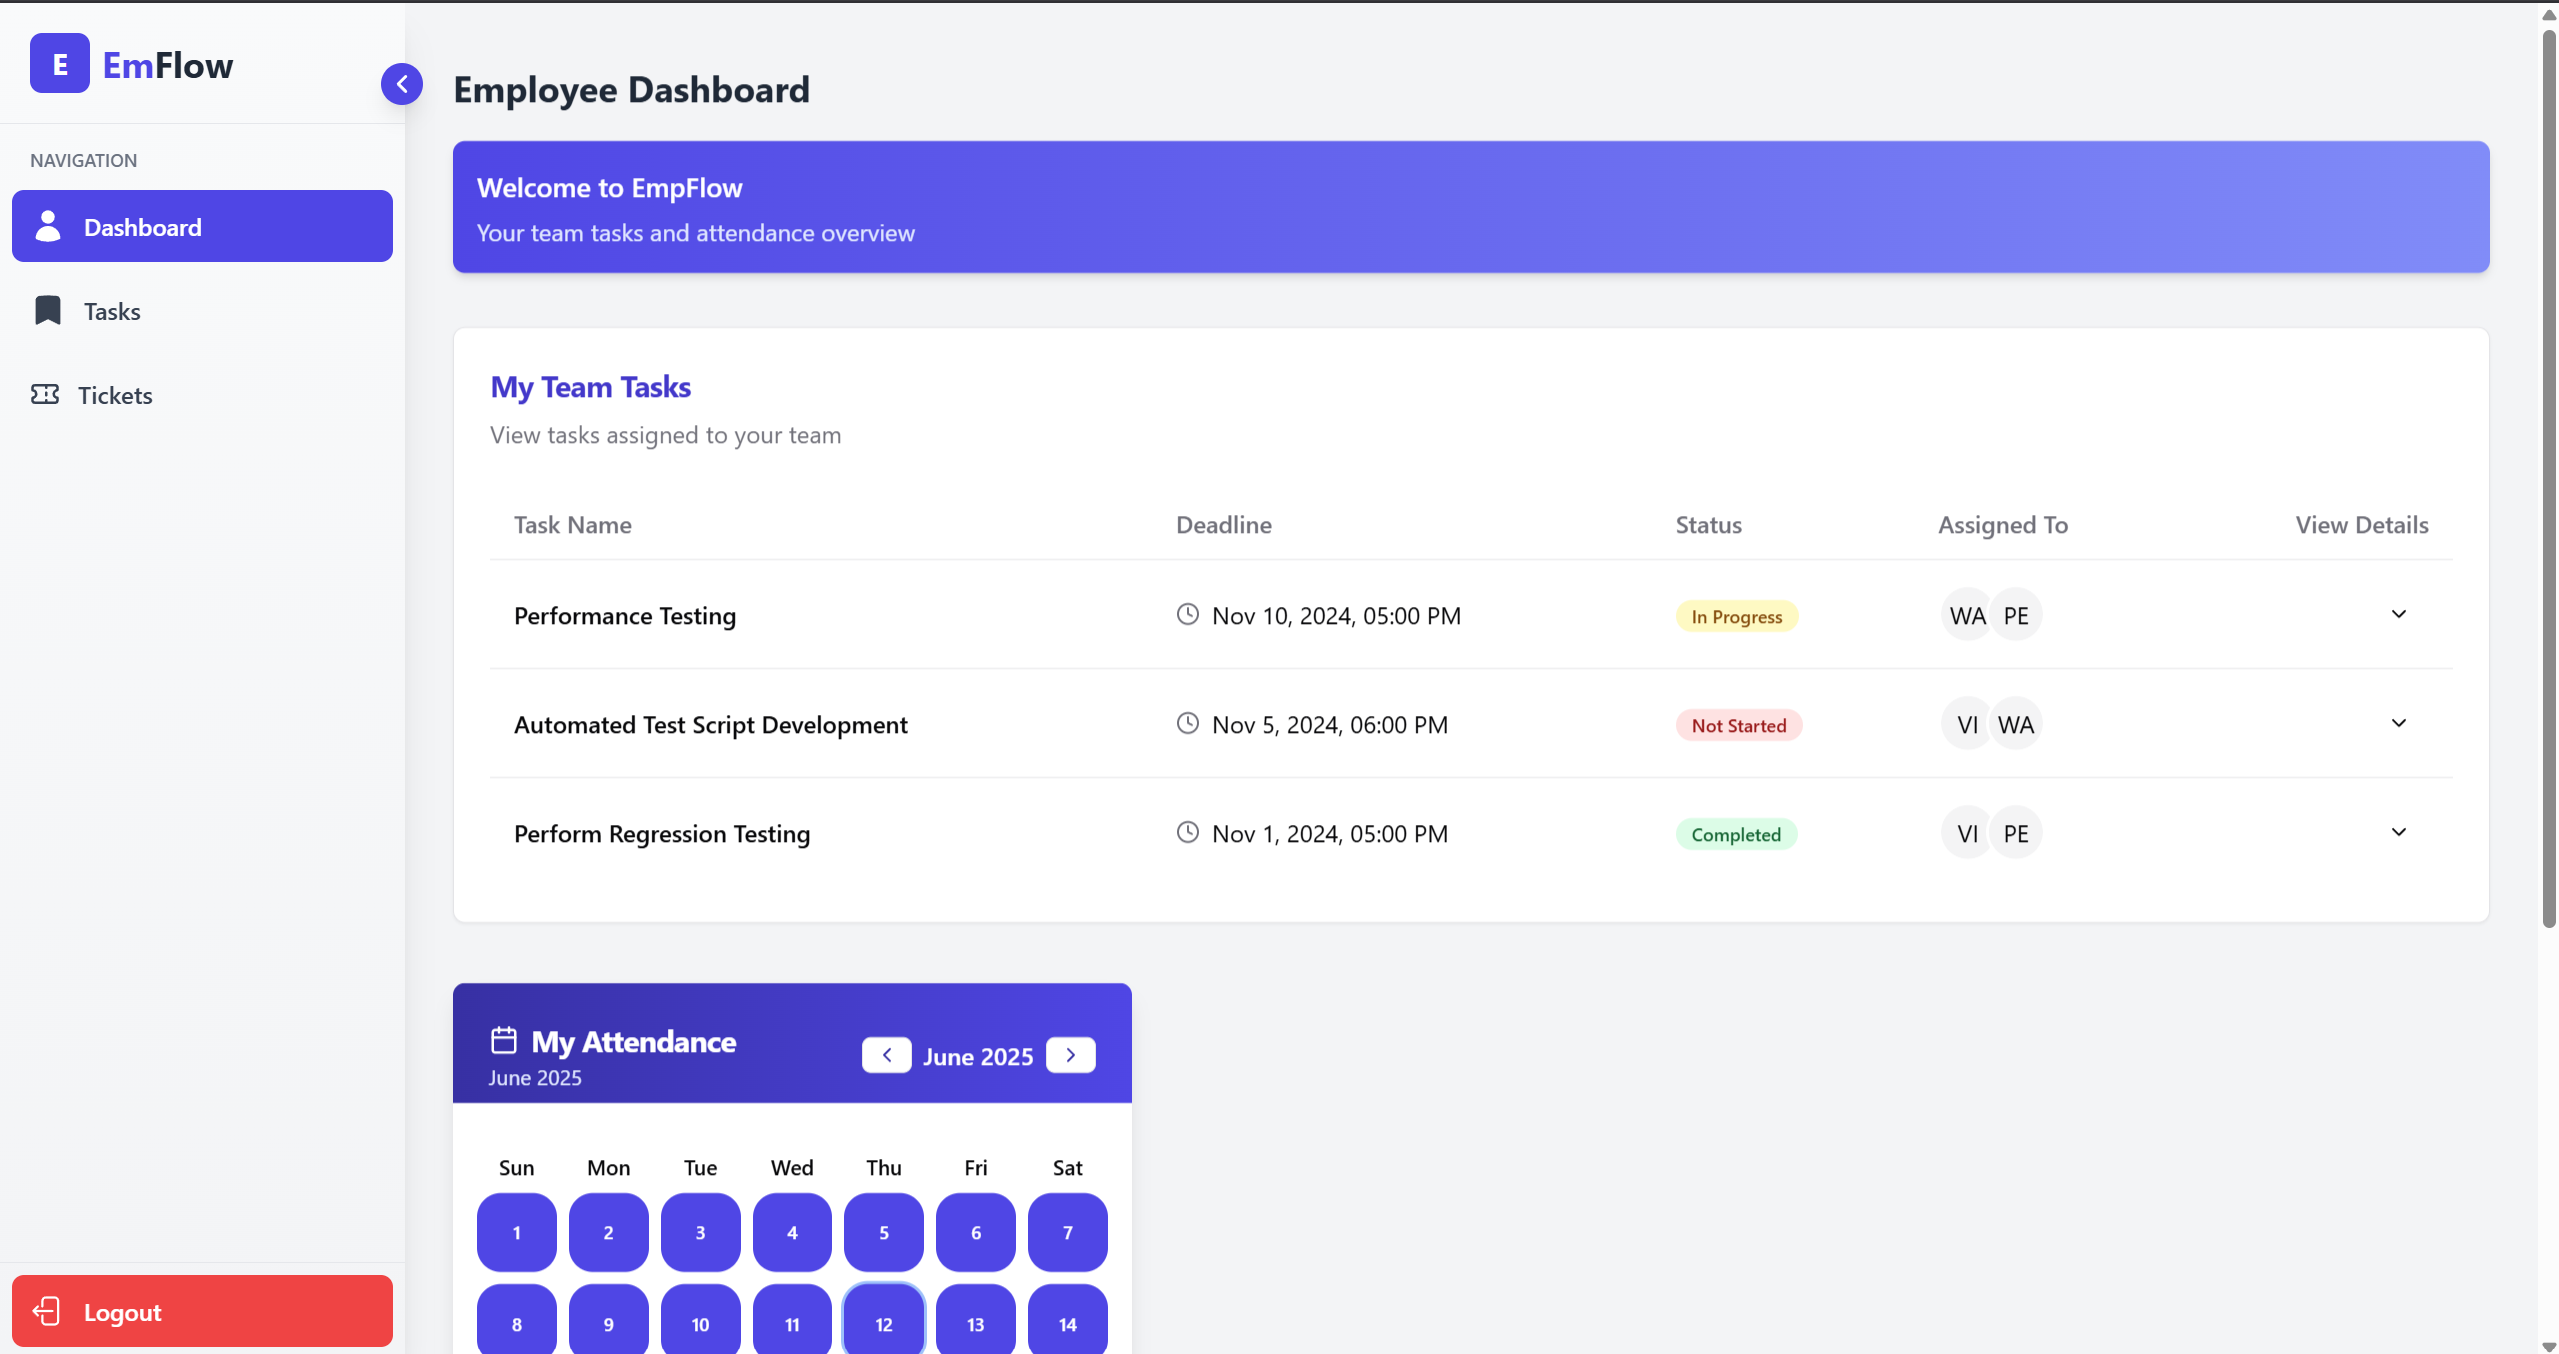 E EmFlow
NAVIGATION
Dashboard
Tasks
Tickets
Logout
Employee Dashboard
Welcome to EmpFlow
Your team tasks and attendance overview
My Team Tasks
View tasks assigned to your team
Task Name Deadline Status Assigned To View Details
Performance Testing Nov 10, 2024, 05:00 PM In Progress WA PE
Automated Test Script Development Nov 5, 2024, 06:00 PM Not Started VI WA
Perform Regression Testing Nov 1, 2024, 05:00 PM Completed VI PE
My Attendance
June 2025
June 2025
Sun Mon Tue Wed Thu Fri Sat
1 2 3 4 5 6 7
8 9 10 11 12 13 14